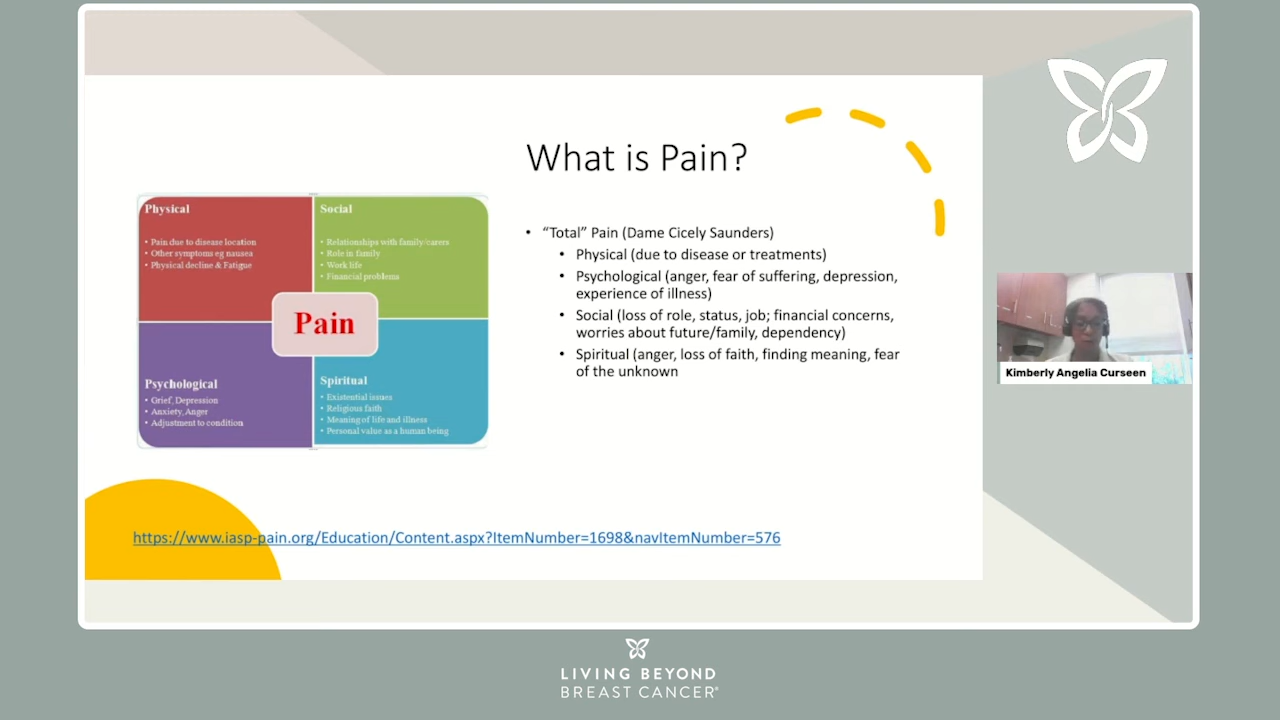 What is Pain?
Physical
• Pain due to disease location
• Other symptoms eg nausea
• Physical decline & Fatigue
Social
• Relationships with family/carers
• Role in family
• Work life
• Financial problems
Pain
Psychological
• Grief, Depression
• Anxiety, Anger
• Adjustment to condition
Spiritual
• Existential issues
• Religious faith
• Meaning of life and illness
• Personal value as a human being
• “Total” Pain (Dame Cicely Saunders)
• Physical (due to disease or treatments)
• Psychological (anger, fear of suffering, depression,
experience of illness)
• Social (loss of role, status, job; financial concerns,
worries about future/family, dependency)
• Spiritual (anger, loss of faith, finding meaning, fear
of the unknown
https://www.iasp-pain.org/Education/Content.aspx?ItemNumber=1698&navItemNumber=576
Kimberly Angelia Curseen
LIVING BEYOND
BREAST CANCER®